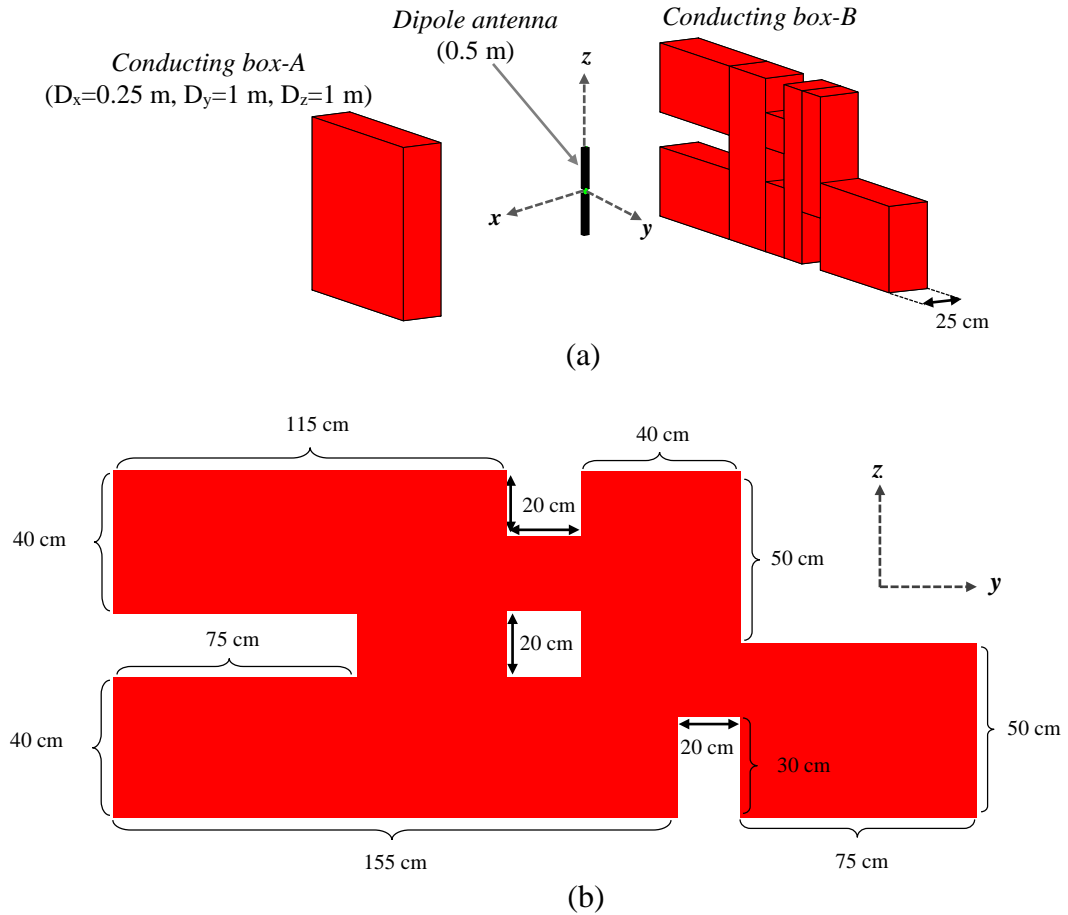 Dipole antenna
(0.5 m)
Conducting box-B
Conducting box-A
(Dx=0.25 m, Dy=1 m, Dz=1 m)
z
x
y
25 cm
(a)
115 cm
40 cm
20 cm
z
40 cm
50 cm
y
75 cm
20 cm
40 cm
20 cm
30 cm
50 cm
155 cm
75 cm
(b)